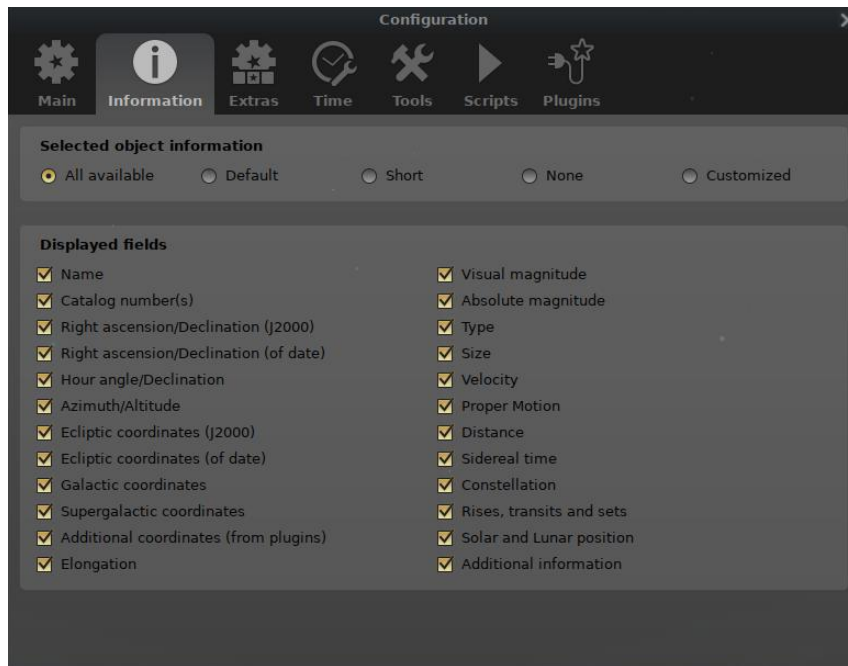 Configuration
Main Information Extras Time Tools Scripts Plugins
Selected object information
All available Default Short None Customized
Displayed fields
Name
Catalog number(s)
Right ascension/Declination (J2000)
Right ascension/Declination (of date)
Hour angle/Declination
Azimuth/Altitude
Ecliptic coordinates (J2000)
Ecliptic coordinates (of date)
Galactic coordinates
Supergalactic coordinates
Additional coordinates (from plugins)
Elongation
Visual magnitude
Absolute magnitude
Type
Size
Velocity
Proper Motion
Distance
Sidereal time
Constellation
Rises, transits and sets
Solar and Lunar position
Additional information